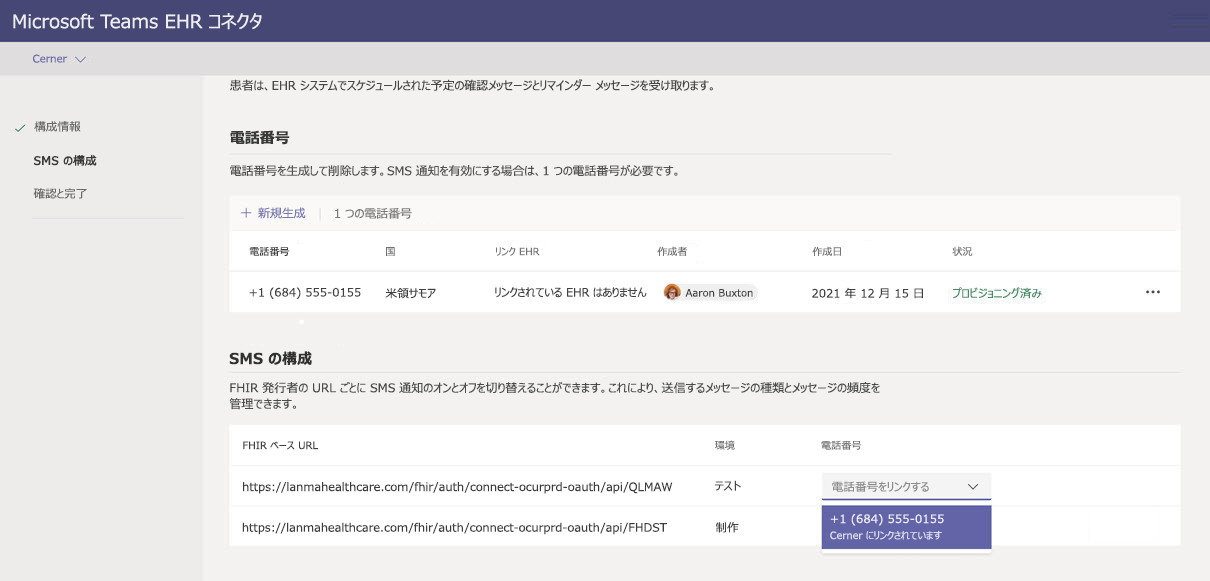 Microsoft Teams EHR コネクタ
Cerner
患者は、EHR システムでスケジュールされた予定の確認メッセージとリマインダー メッセージを受け取ります。
構成情報
SMS の構成
確認と完了
電話番号
電話番号を生成して削除します。SMS 通知を有効にする場合は、1 つの電話番号が必要です。
+ 新規生成 | 1 つの電話番号
電話番号 国 リンク EHR 作成者 作成日 状況
+1 (684) 555-0155 米領サモア リンクされている EHR はありません Aaron Buxton 2021 年 12 月 15 日 プロビジョニング済み ...
SMS の構成
FHIR 発行者の URL ごとに SMS 通知のオンとオフを切り替えることができます。これにより、送信するメッセージの種類とメッセージの頻度を
管理できます。
FHIR ベース URL 環境 電話番号
https://lanmahealthcare.com/fhir/auth/connect-ocurprd-oauth/api/QLMAW テスト 電話番号をリンクする
https://lanmahealthcare.com/fhir/auth/connect-ocurprd-oauth/api/FHDST 制作
+1 (684) 555-0155
Cerner にリンクされています